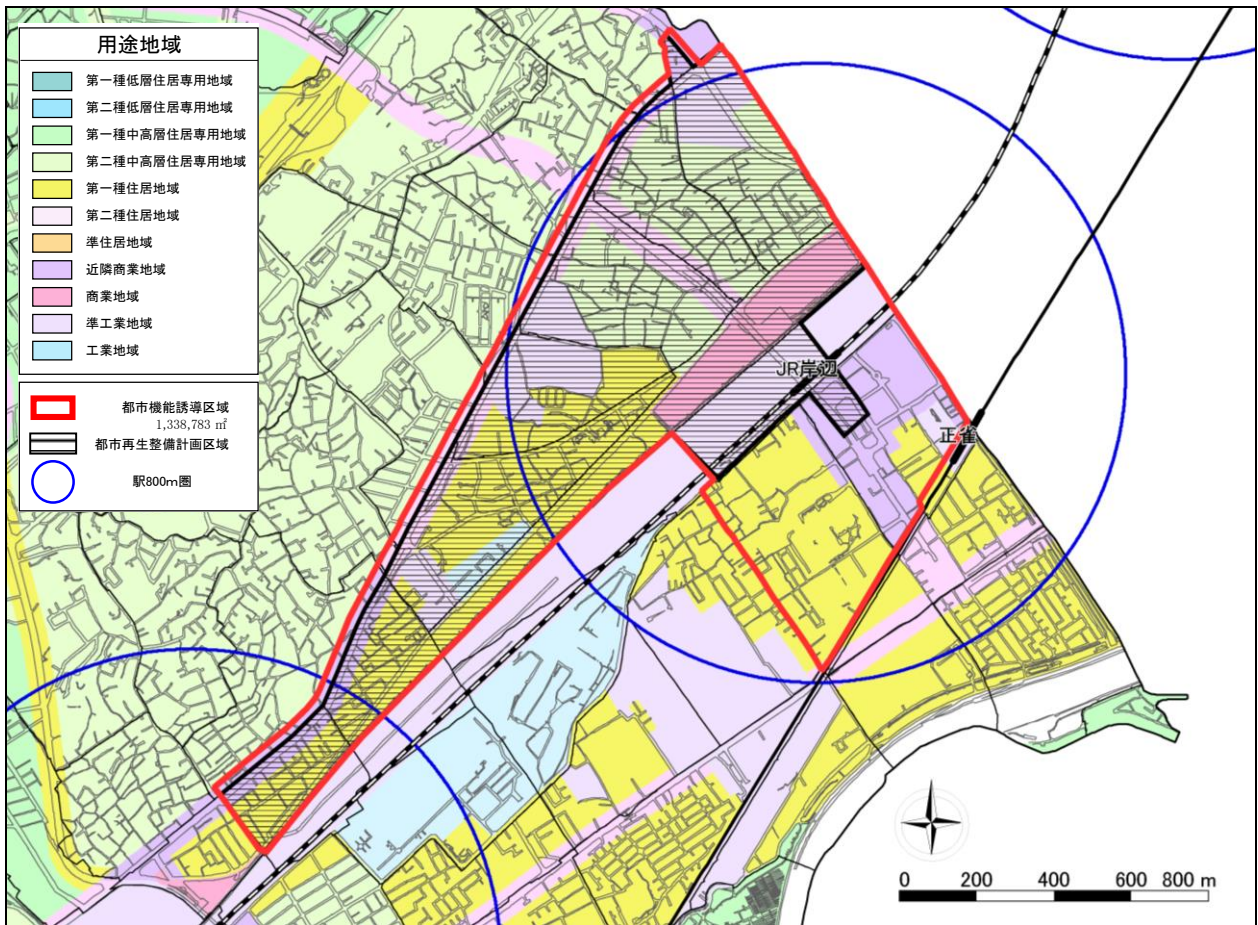 用途地域
第一種低層住居専用地域
第二種低層住居専用地域
第一種中高層住居専用地域
第二種中高層住居専用地域
第一種住居地域
第二種住居地域
準住居地域
近隣商業地域
商業地域
準工業地域
工業地域
都市機能誘導区域
1,338,783 ㎡
都市再生整備計画区域
駅800m圏
JR岸辺
正雀
0 200 400 600 800 m